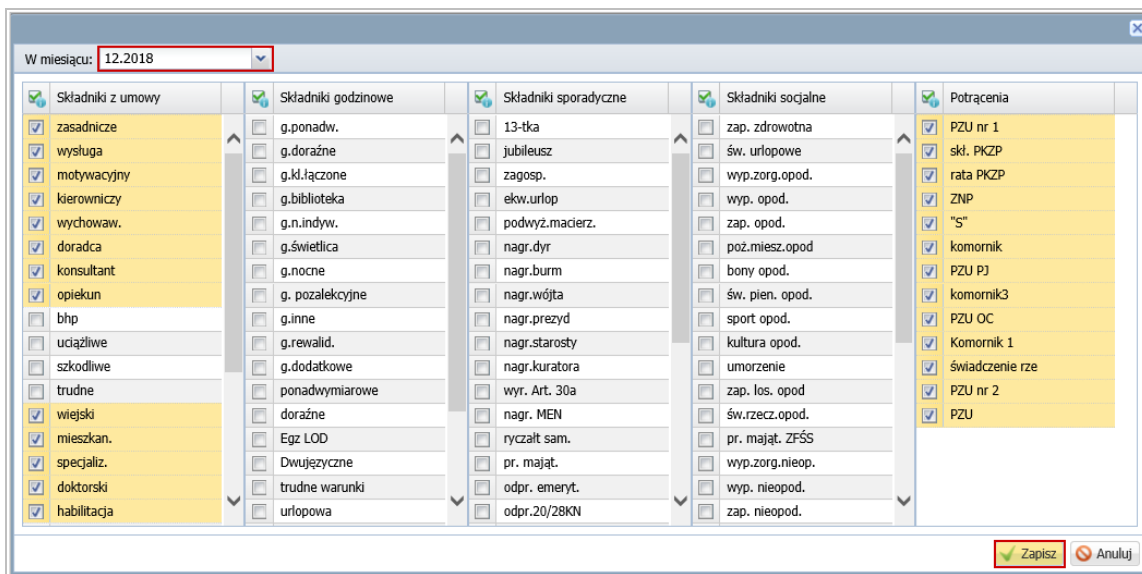 W miesiącu: 12.2018
Składniki z umowy Składniki godzinowe Składniki sporadyczne Składniki socjalne Potrącenia
zasadnicze g.ponadw. 13-tka zap. zdrowotna PZU nr 1
wysługa g.doraźne jubileusz św. urlopowe skł. PKZP
motywacyjny g.kl.łączone zagosp. wyp.zorg.opod. rata PKZP
kierowniczy g.biblioteka ekw.urlop wyp. opod. ZNP
wychowaw. g.n.indyw. podwyż.macierz. zap. opod. "S"
doradca g.świetlica nagr.dyr poż.miesz.opod komornik
konsultant g.nocne nagr.burm bony opod. PZU PJ
opiekun g. pozalekcyjne nagr.wójta św. pien. opod. komornik3
bhp g.inne nagr.prezyd sport opod. PZU OC
uciążliwe g.rewalid. nagr.starosty kultura opod. Komornik 1
szkodliwe g.dodatkowe nagr.kuratora umorzenie świadczenie rze
trudne ponadwymiarowe wyr. Art. 30a zap. los. opod PZU nr 2
wiejski doraźne nagr. MEN św.rzecz.opod. PZU
mieszkan. Egz LOD ryczałt sam. pr. mająt. ZFŚS
specjaliz. Dwujęzyczne pr. mająt. wyp.zorg.nieop.
doktorski trudne warunki odpr. emeryt. wyp. nieopod.
habilitacja urlopowa odpr.20/28KN zap. nieopod.
Zapisz Anuluj